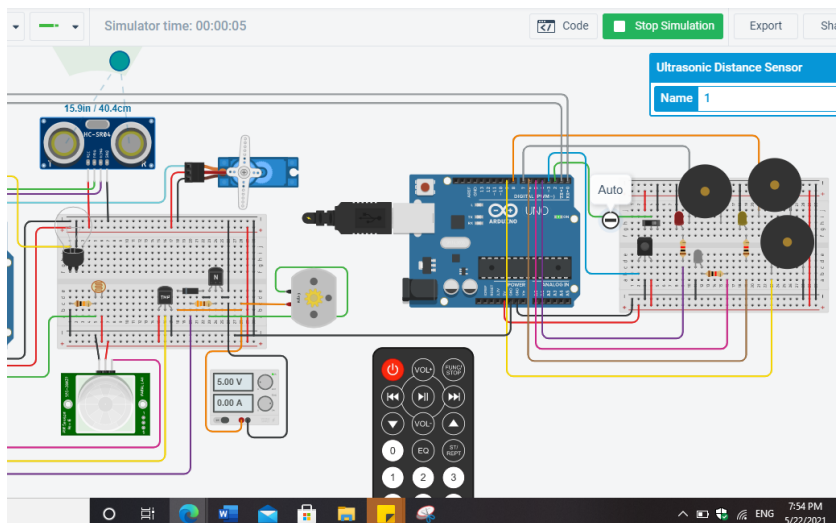 Simulator time: 00:00:05
Code
Stop Simulation
Export
Sha
Ultrasonic Distance Sensor
Name 1
15.9in / 40.4cm
HC-SR04
Auto
DIGITAL (PWM~)
UNO
ARDUINO
POWER
ANALOG IN
N
TMP
5.00 V
0.00 A
VOL+
FUNC/
STOP
VOL-
0
EQ
ST/
REPT
1
2
3
ENG
7:54 PM
5/22/2021